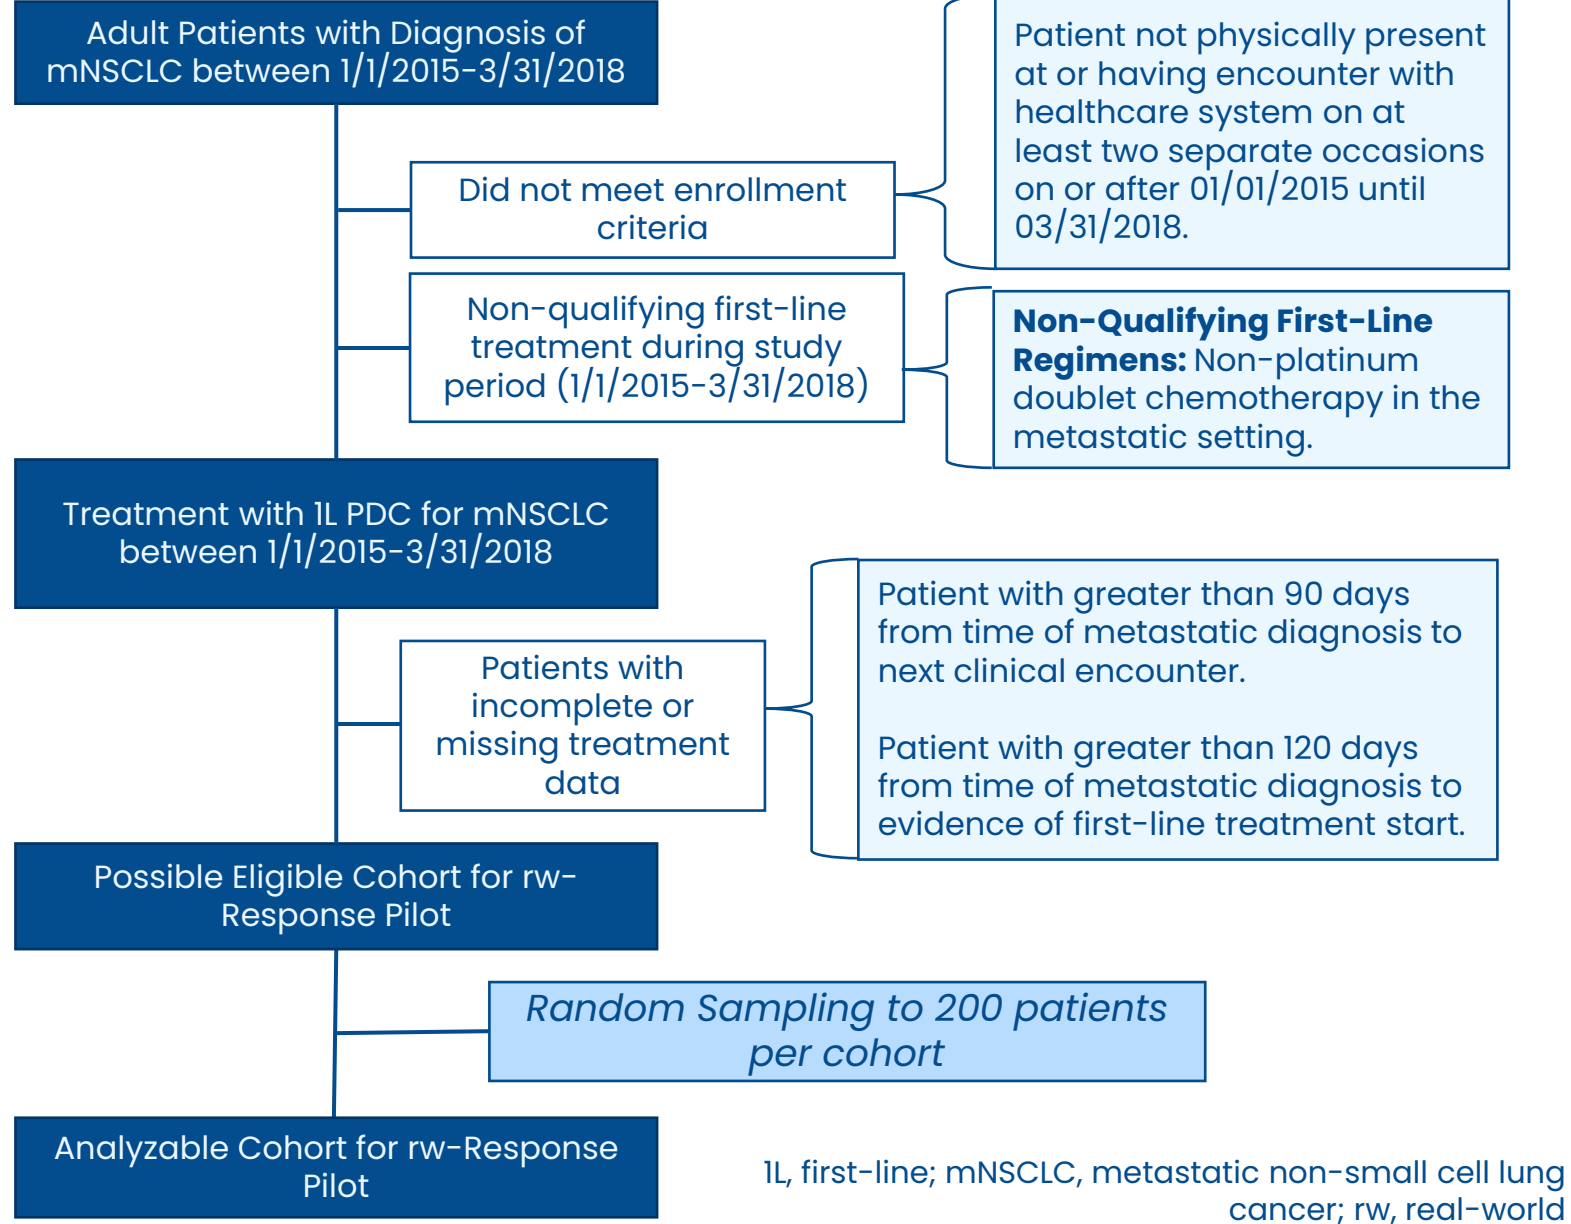 Adult Patients with Diagnosis of
mNSCLC between 1/1/2015-3/31/2018
Patient not physically present
at or having encounter with
healthcare system on at
least two separate occasions
on or after 01/01/2015 until
03/31/2018.
Did not meet enrollment
criteria
Non-qualifying first-line
treatment during study
period (1/1/2015-3/31/2018)
Non-Qualifying First-Line
Regimens: Non-platinum
doublet chemotherapy in the
metastatic setting.
Treatment with 1L PDC for mNSCLC
between 1/1/2015-3/31/2018
Patients with
incomplete or
missing treatment
data
Patient with greater than 90 days
from time of metastatic diagnosis to
next clinical encounter.
Patient with greater than 120 days
from time of metastatic diagnosis to
evidence of first-line treatment start.
Possible Eligible Cohort for rw-
Response Pilot
Random Sampling to 200 patients
per cohort
Analyzable Cohort for rw-Response
Pilot
1L, first-line; mNSCLC, metastatic non-small cell lung
cancer; rw, real-world